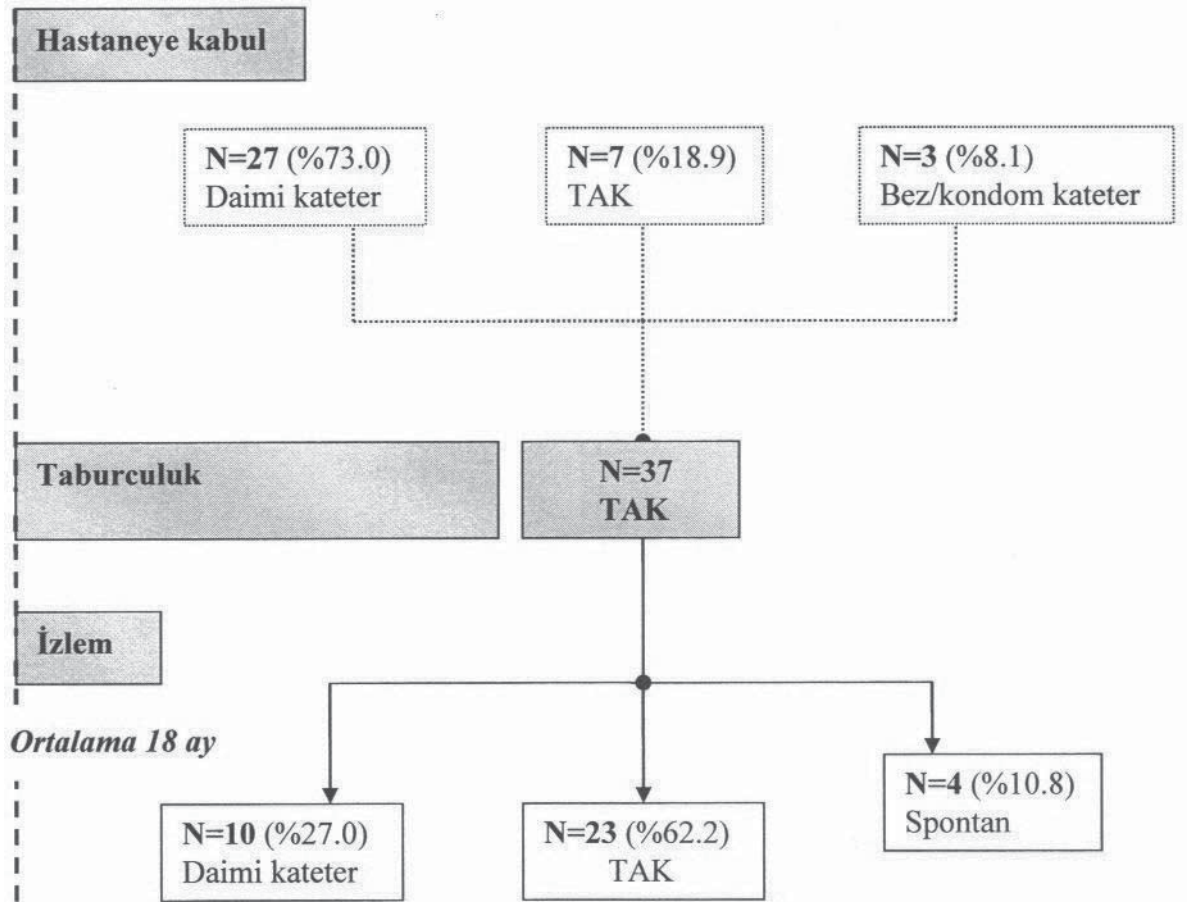 Hastaneye kabul
N=27 (%73.0)
Daimi kateter
N=7 (%18.9)
TAK
N=3 (%8.1)
Bez/kondom kateter
Taburculuk
N=37
TAK
İzlem
Ortalama 18 ay
N=10 (%27.0)
Daimi kateter
N=23 (%62.2)
TAK
N=4 (%10.8)
Spontan